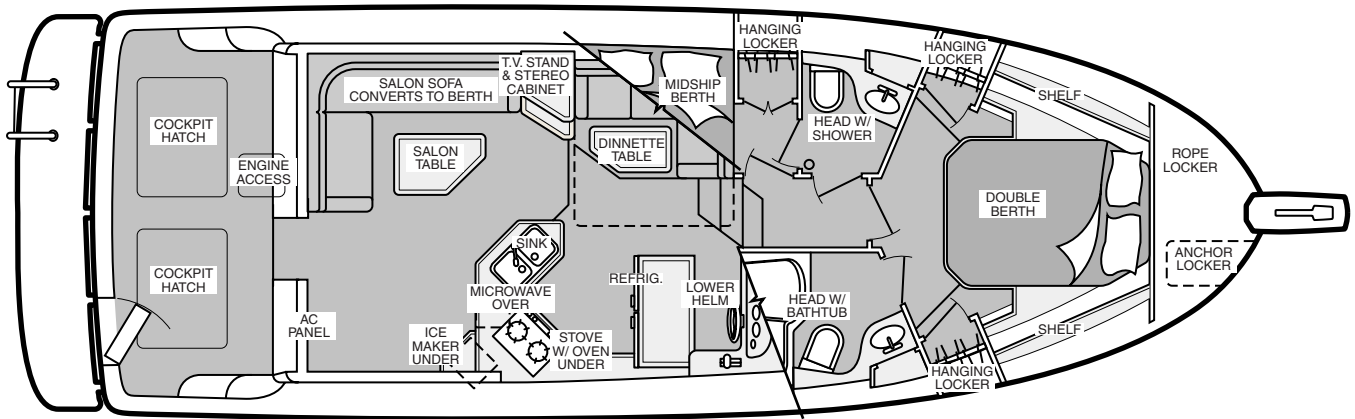 COCKPIT
HATCH
ENGINE
ACCESS
COCKPIT
HATCH
AC
PANEL
SALON SOFA
CONVERTS TO BERTH
T.V. STAND
& STEREO
CABINET
SALON
TABLE
DINNETTE
TABLE
MIDSHIP
BERTH
HANGING
LOCKER
HEAD W/
SHOWER
HANGING
LOCKER
SHELF
ROPE
LOCKER
DOUBLE
BERTH
ANCHOR
LOCKER
SINK
MICROWAVE
OVER
REFRIG.
LOWER
HELM
HEAD W/
BATHTUB
ICE
MAKER
UNDER
STOVE
W/ OVEN
UNDER
SHELF
HANGING
LOCKER